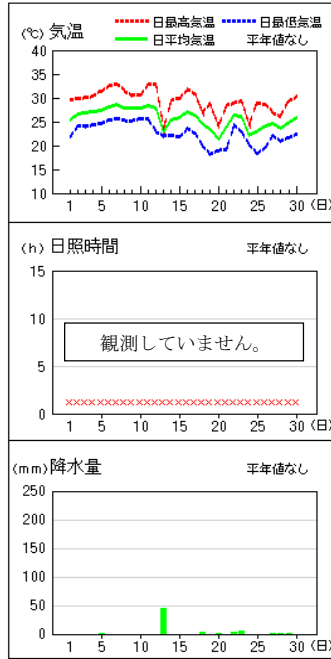 (℃) 気温
日最高気温 日最低気温
日平均気温 平年値なし
40
35
30
25
20
15
10
1 5 10 15 20 25 30 (日)
(h) 日照時間 平年値なし
15
10
5
0
観測していません。
×××××××××××××××××××××××××××××× 
1 5 10 15 20 25 30 (日)
(mm) 降水量 平年値なし
250
200
150
100
50
0
1 5 10 15 20 25 30 (日)